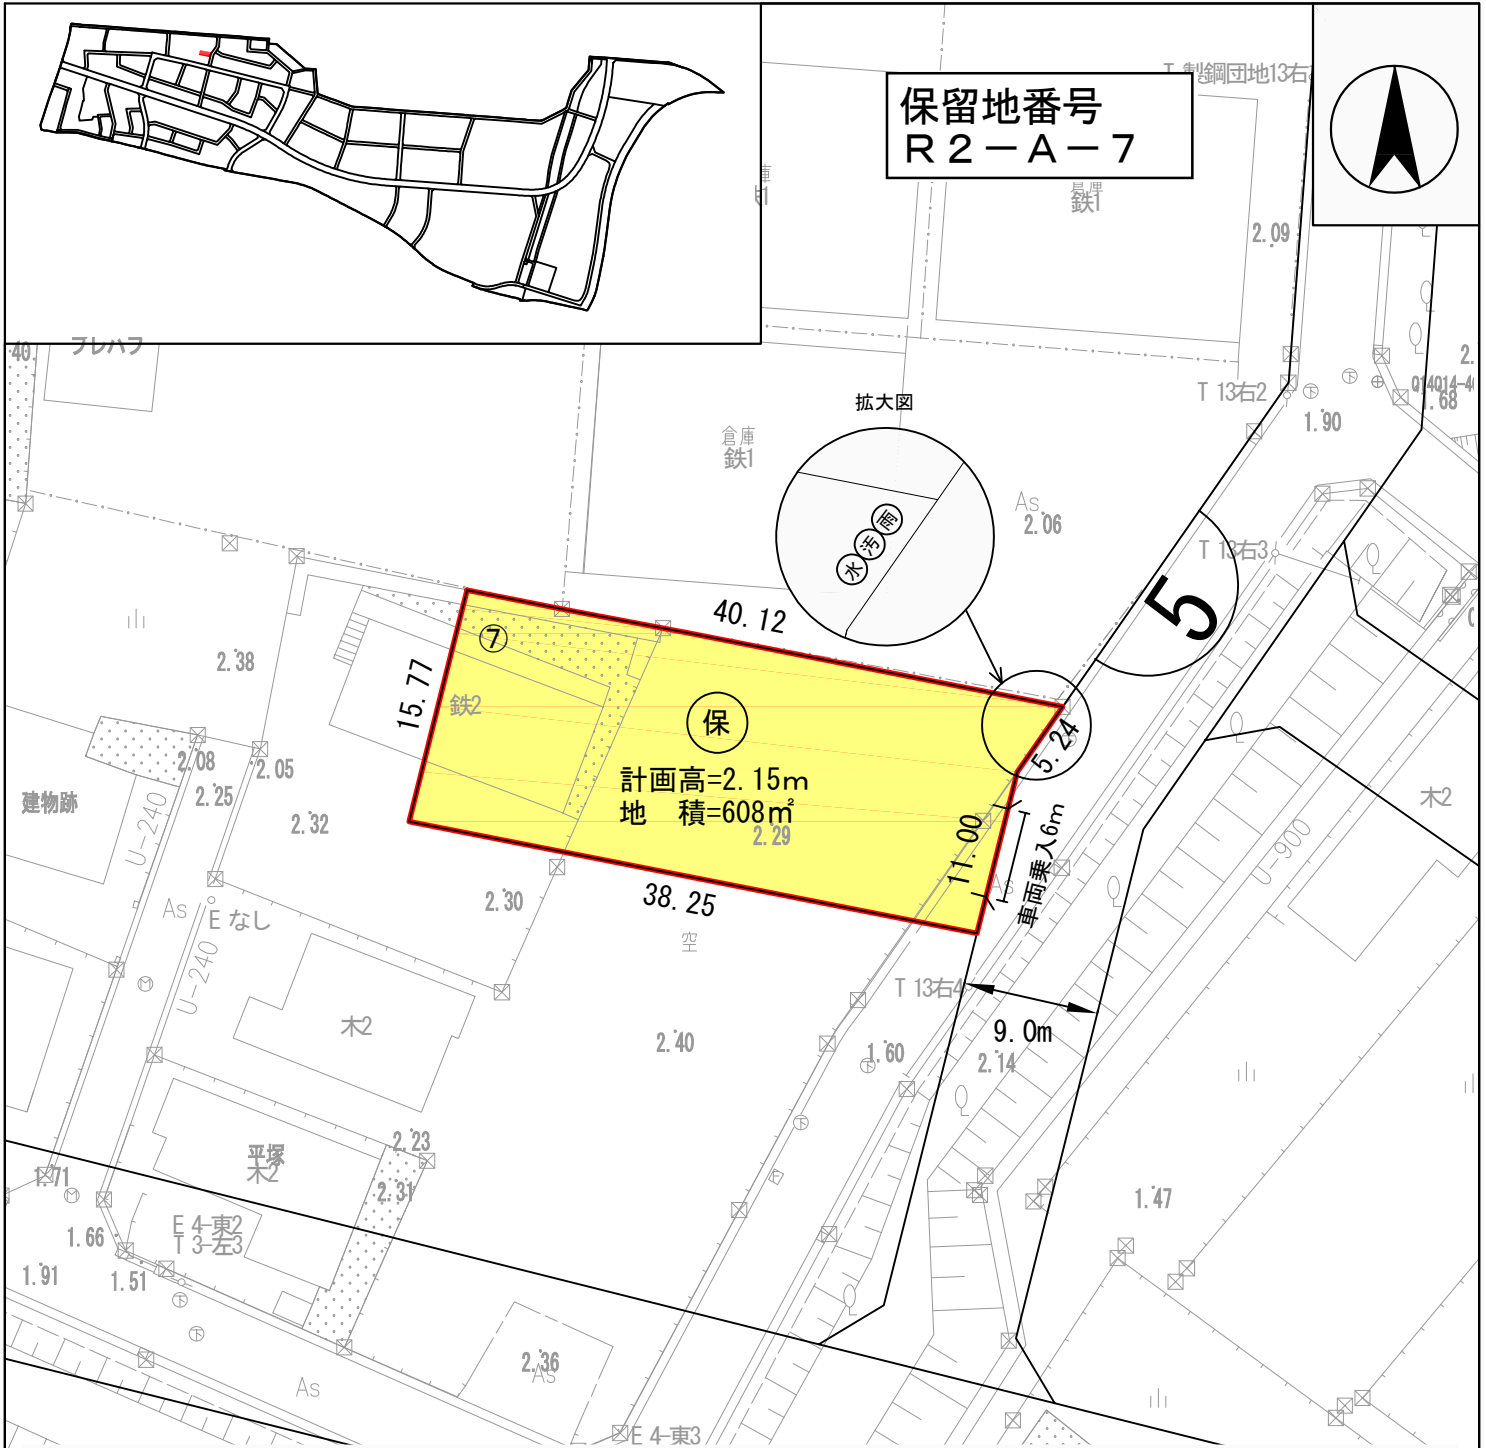 保留地番号
R2-A-7
T 製鋼団地13右
倉庫
鉄1
2.09
プレハブ
40.
T 13右2
1.90
014Q14-4
.68
2.
拡大図
倉庫
鉄1
雨
汚
水
As
2.06
T 13右3
5
2.38
40.12
⑦
15.77
鉄2
保
計画高=2.15m
地 積=608㎡
2.29
5.24
11.00
車両乗入6m
As
38.25
2.08
2.05
2.25
建物跡
U-240
2.32
木2
U-900
As
E なし
2.30
空
U-240
T 13右4
9.0m
木2
2.40
1.60
2.14
平塚
木2
2.23
2.31
1.71
1.47
1.66
E 4-東2
T 3-左3
1.91
1.51
2.36
As
As
E 4-東3